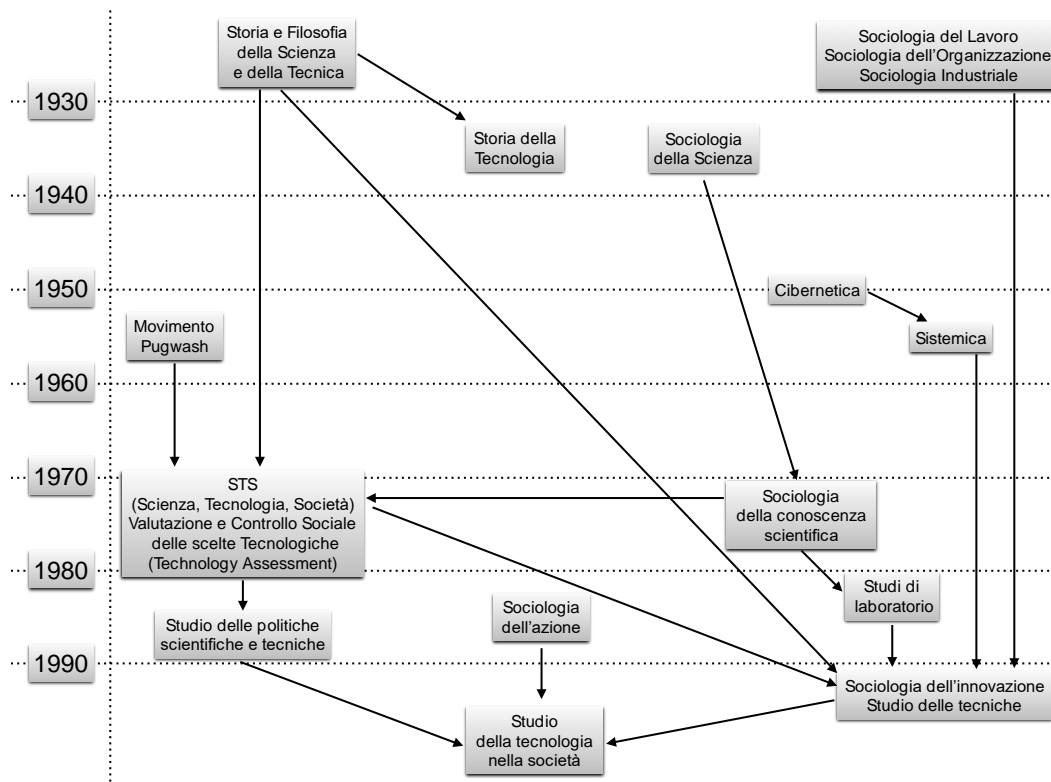 Storia e Filosofia
della Scienza
e della Tecnica
Sociologia del Lavoro
Sociologia dell'Organizzazione
Sociologia Industriale
1930
Storia della
Tecnologia
Sociologia
della Scienza
1940
1950
Cibernetica
Movimento
Pugwash
Sistemica
1960
1970
STS
(Scienza, Tecnologia, Società)
Valutazione e Controllo Sociale
delle scelte Tecnologiche
(Technology Assessment)
Sociologia
della conoscenza
scientifica
1980
Studi di
laboratorio
Sociologia
dell'azione
Studio delle politiche
scientifiche e tecniche
1990
Sociologia dell'innovazione
Studio delle tecniche
Studio
della tecnologia
nella società